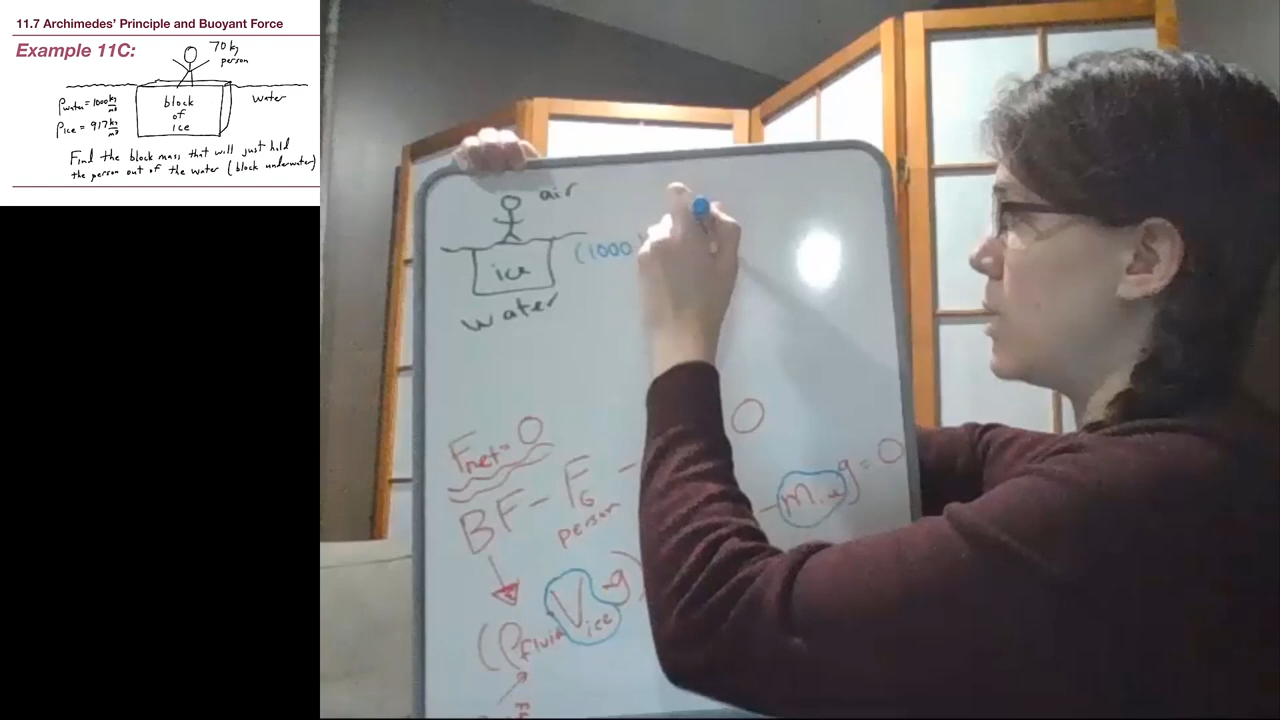 11.7 Archimedes' Principle and Buoyant Force
Example 11C:
70 kg
person
ρwater = 1000 kg/m3
ρice = 917 kg/m3
block
of
ice
water
Find the block mass that will just hold
the person out of the water (block underwater)
air
(1000
ice
water
Fnet = 0
0
BF - FG -
person
- mice g = 0
(ρfluid Vice g)